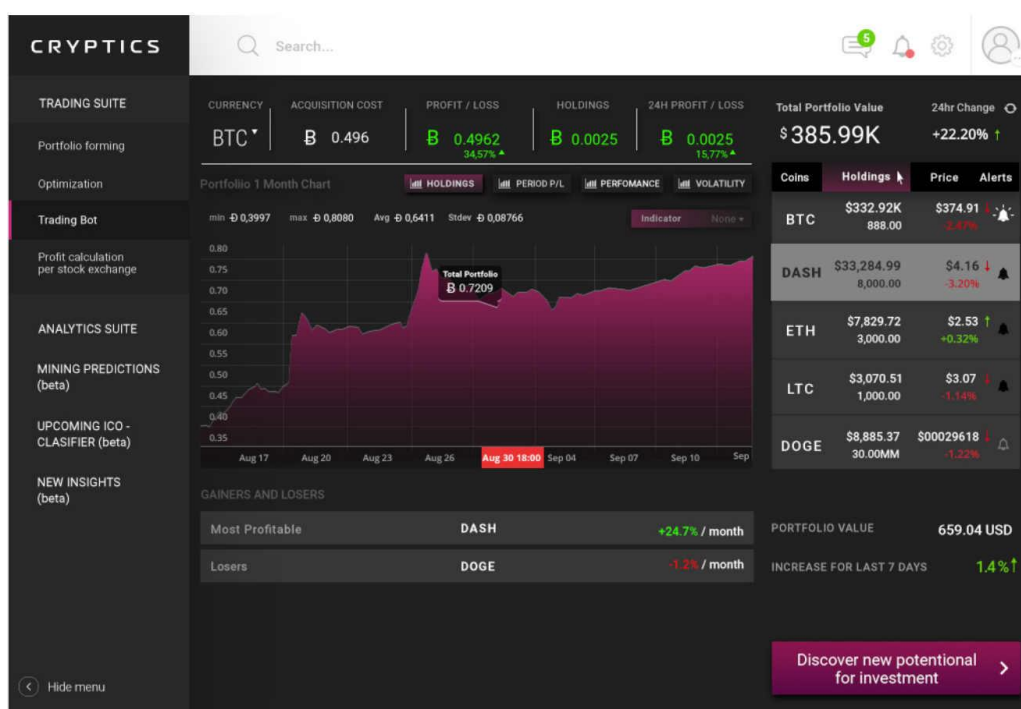 CRYPTICS
Search...
5
TRADING SUITE
Portfolio forming
Optimization
Trading Bot
Profit calculation
per stock exchange
ANALYTICS SUITE
MINING PREDICTIONS
(beta)
UPCOMING ICO -
CLASIFIER (beta)
NEW INSIGHTS
(beta)
Hide menu
CURRENCY ACQUISITION COST PROFIT / LOSS HOLDINGS 24H PROFIT / LOSS
BTC ▾ Ƀ 0.496 Ƀ 0.4962 Ƀ 0.0025 Ƀ 0.0025
34,57% ▴ 15,77% ▴
Portfoliio 1 Month Chart HOLDINGS PERIOD P/L PERFOMANCE VOLATILITY
min Ð 0,3997 max Ð 0,8080 Avg Ð 0,6411 Stdev Ð 0,08766 Indicator None ▾
0.80
0.75
0.70
0.65
0.60
0.55
0.50
0.45
0.40
0.35
Total Portfolio
Ƀ 0.7209
Aug 17 Aug 20 Aug 23 Aug 26 Aug 30 18:00 Sep 04 Sep 07 Sep 10 Sep
GAINERS AND LOSERS
Most Profitable DASH +24.7% / month
Losers DOGE -1.2% / month
Total Portfolio Value 24hr Change
$385.99K +22.20% ↑
Coins Holdings Price Alerts
BTC $332.92K $374.91 ↓
888.00 -2.87%
DASH $33,284.99 $4.16 ↓
8,000.00 -3.20%
ETH $7,829.72 $2.53 ↑
3,000.00 +0.32%
LTC $3,070.51 $3.07 ↓
1,000.00 -1.14%
DOGE $8,885.37 $00029618 ↓
30.00MM -1.22%
PORTFOLIO VALUE 659.04 USD
INCREASE FOR LAST 7 DAYS 1.4%↑
Discover new potentional
for investment